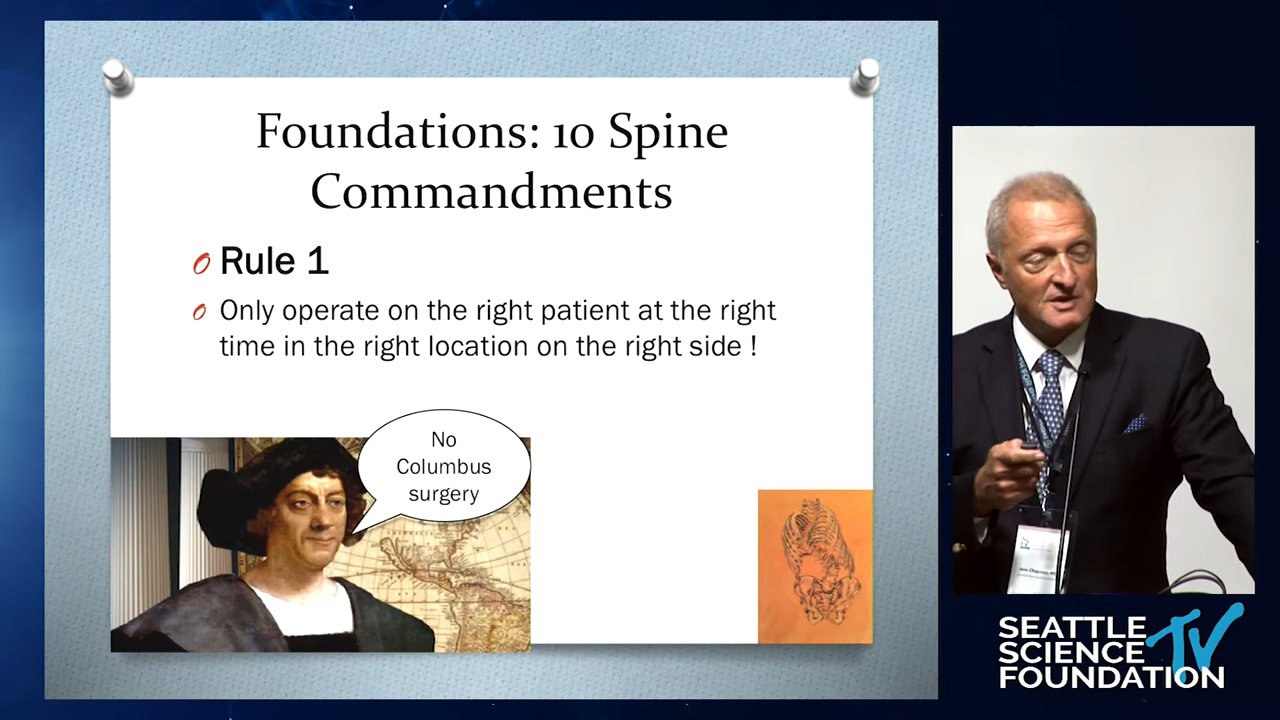 Foundations: 10 Spine
Commandments
Rule 1
Only operate on the right patient at the right
time in the right location on the right side !
No
Columbus
surgery
SEATTLE
SCIENCE
FOUNDATION
TV